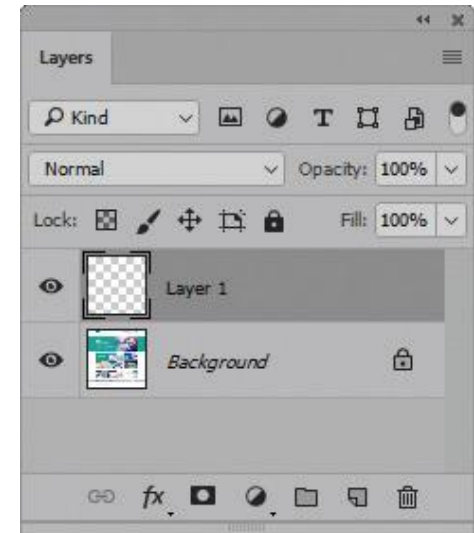 Layers
Kind T
Normal Opacity: 100%
Lock: Fill: 100%
Layer 1
Background
fx